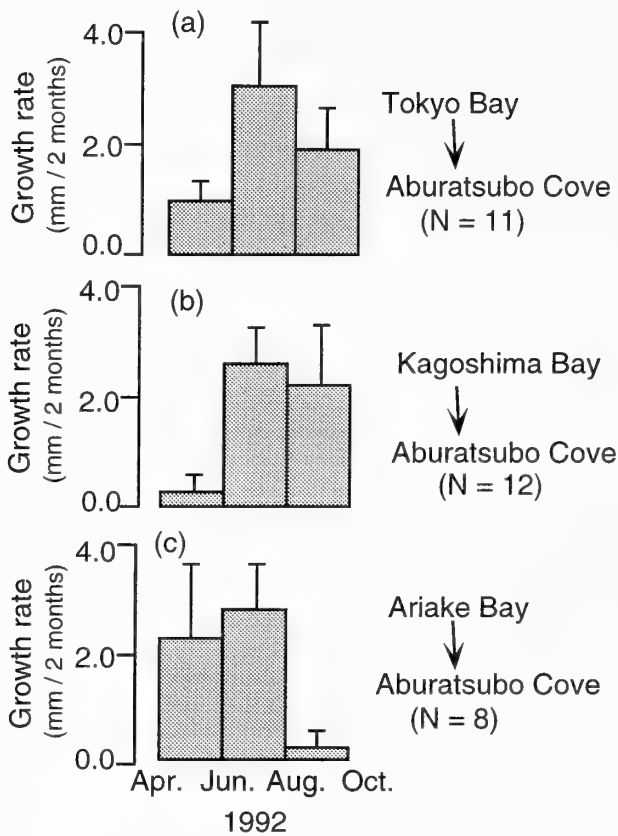 (a)
4.0
2.0
0.0
Growth rate
(mm / 2 months)
Tokyo Bay
Aburatsubo Cove
(N = 11)
(b)
4.0
2.0
0.0
Growth rate
(mm / 2 months)
Kagoshima Bay
Aburatsubo Cove
(N = 12)
(c)
4.0
2.0
0.0
Growth rate
(mm / 2 months)
Ariake Bay
Aburatsubo Cove
(N = 8)
Apr. Jun. Aug. Oct.
1992